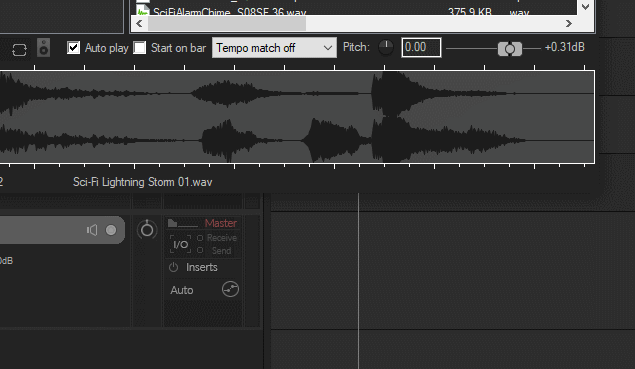 SciFiAlarmChime_S08SF.36.wav 375.9 KB .wav
Auto play Start on bar Tempo match off Pitch: 0.00 +0.31dB
2 Sci-Fi Lightning Storm 01.wav
Master
I/O Receive
Send
0dB Inserts
Auto